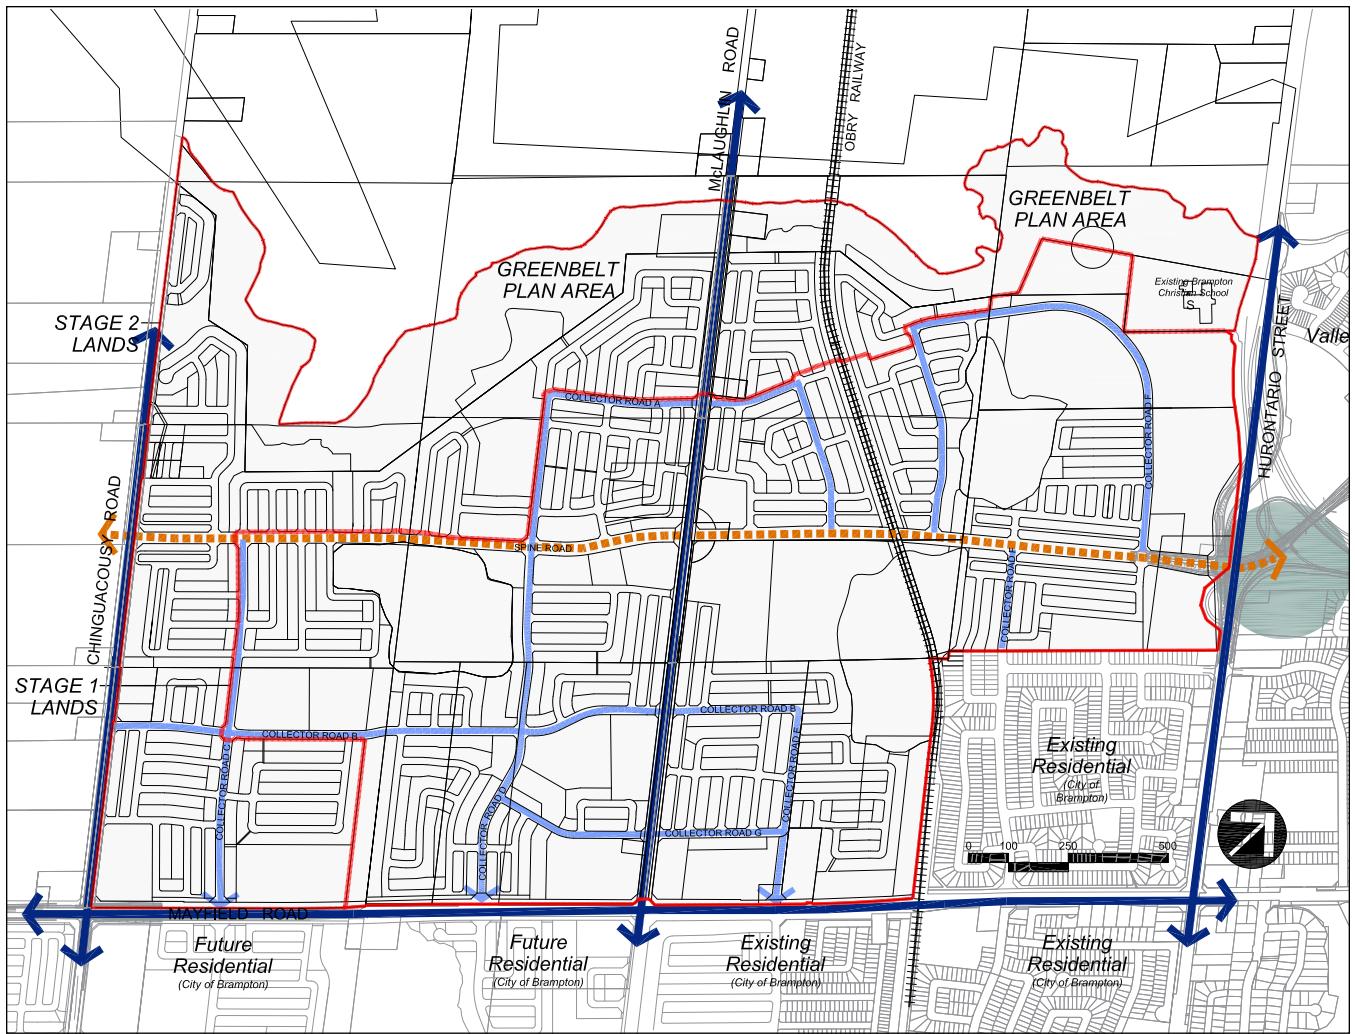 McLAUGHLIN ROAD
OBRY RAILWAY
GREENBELT
PLAN AREA
GREENBELT
PLAN AREA
Existing Brampton
Christian School
S
STAGE 2
LANDS
Valle
HURONTARIO STREET
COLLECTOR ROAD A
COLLECTOR ROAD F
CHINGUACOUSY ROAD
SPINE ROAD
COLLECTOR ROAD F
STAGE 1
LANDS
COLLECTOR ROAD B
COLLECTOR ROAD B
COLLECTOR ROAD C
COLLECTOR ROAD D
COLLECTOR ROAD E
COLLECTOR ROAD G
Existing
Residential
(City of
Brampton)
0 100 250 500
MAYFIELD ROAD
Future
Residential
(City of Brampton)
Future
Residential
(City of Brampton)
Existing
Residential
(City of Brampton)
Existing
Residential
(City of Brampton)